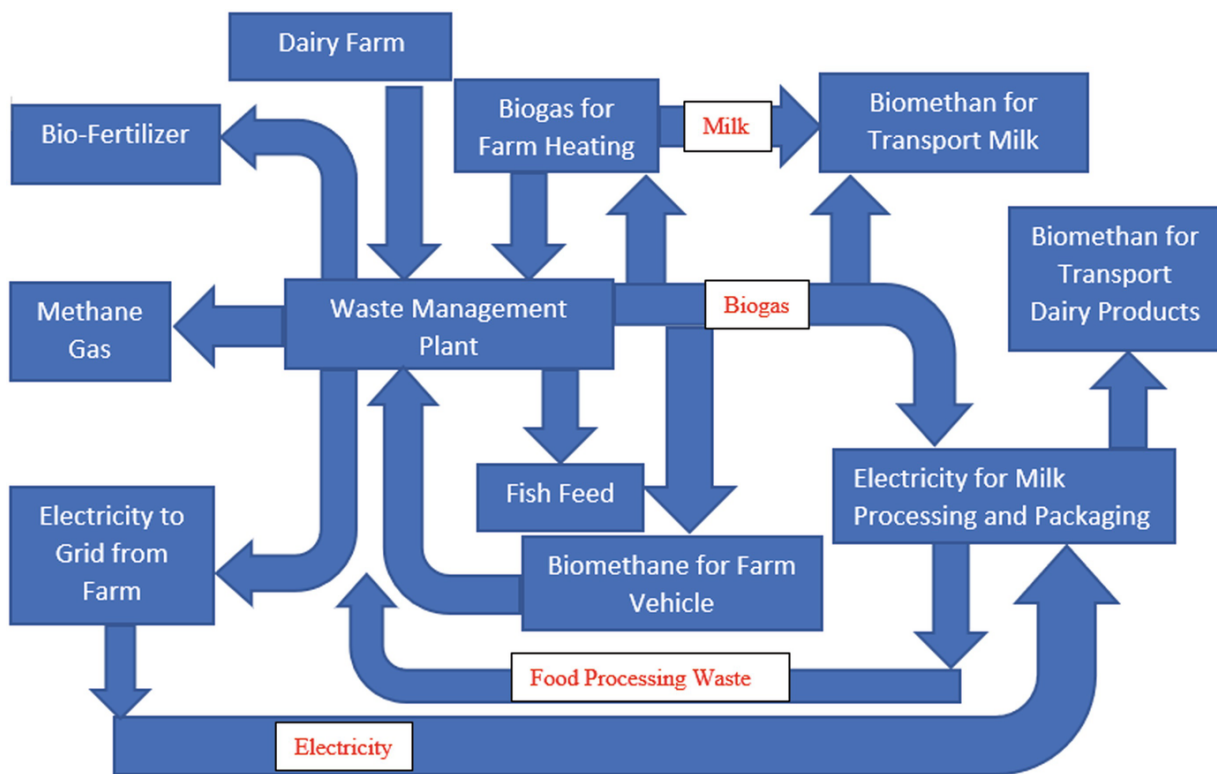 Dairy Farm
Bio-Fertilizer
Biogas for
Farm Heating
Milk
Biomethan for
Transport Milk
Biomethan for
Transport
Dairy Products
Methane
Gas
Waste Management
Plant
Biogas
Fish Feed
Electricity for Milk
Processing and Packaging
Electricity to
Grid from
Farm
Biomethane for Farm
Vehicle
Food Processing Waste
Electricity